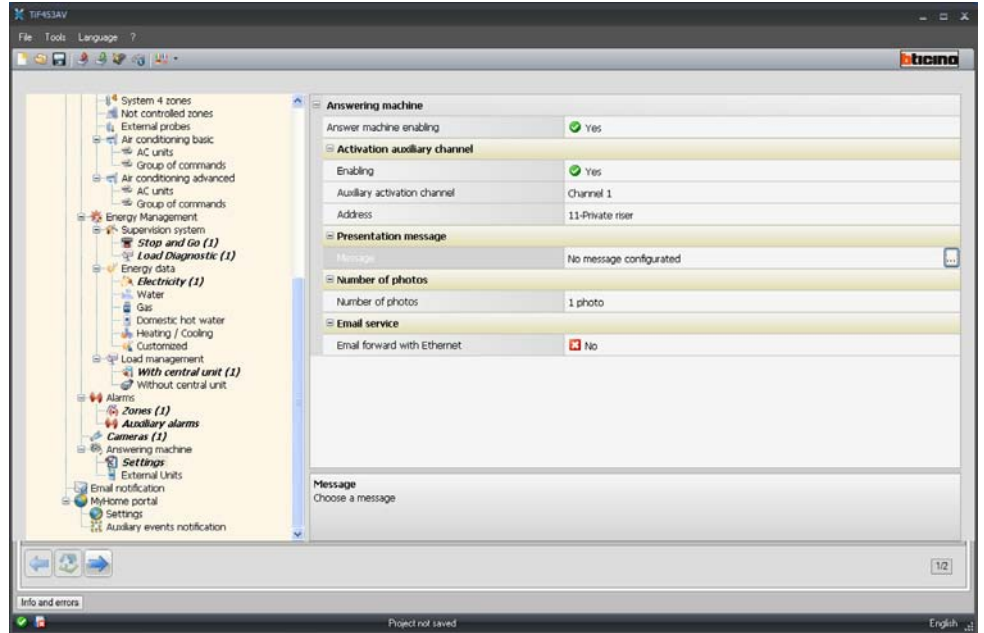 TiF453AV
File Tools Language ?
bticino
System 4 zones
Not controlled zones
External probes
Air conditioning basic
AC units
Group of commands
Air conditioning advanced
AC units
Group of commands
Energy Management
Supervision system
Stop and Go (1)
Load Diagnostic (1)
Energy data
Electricity (1)
Water
Gas
Domestic hot water
Heating / Cooling
Customized
Load management
With central unit (1)
Without central unit
Alarms
Zones (1)
Auxiliary alarms
Cameras (1)
Answering machine
Settings
External Units
Email notification
MyHome portal
Settings
Auxiliary events notification
Answering machine
Answer machine enabling Yes
Activation auxiliary channel
Enabling Yes
Auxiliary activation channel Channel 1
Address 11-Private riser
Presentation message
Message No message configurated ...
Number of photos
Number of photos 1 photo
Email service
Email forward with Ethernet No
Message
Choose a message
1/2
Info and errors
Project not saved English